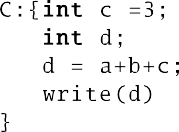 C:{int c =3;
int d;
d = a+b+c;
write(d)
}